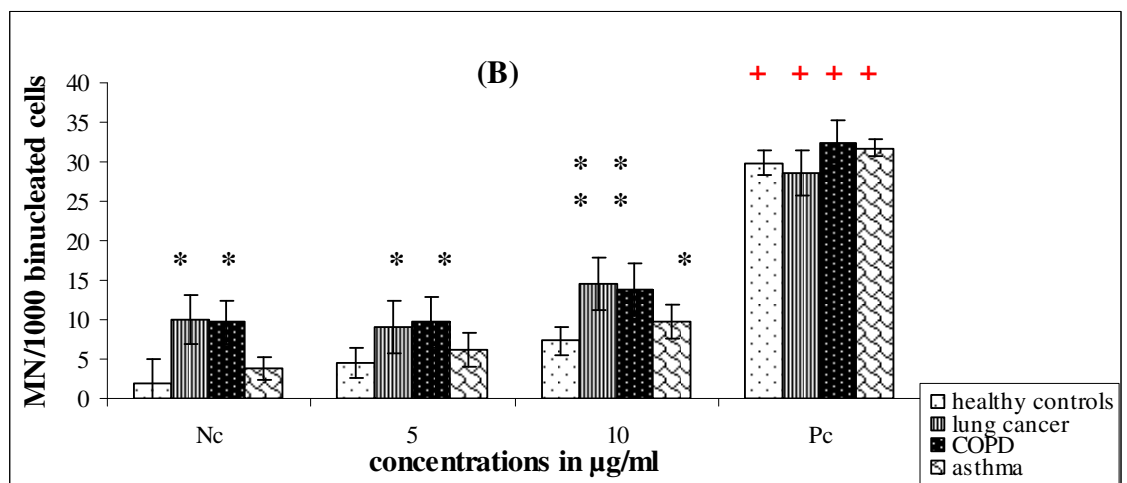 (B)
MN/1000 binucleated cells
40
35
30
25
20
15
10
5
0
+ + + +
* *
* *
* * * * *
Nc 5 10 Pc
concentrations in µg/ml
healthy controls
lung cancer
COPD
asthma